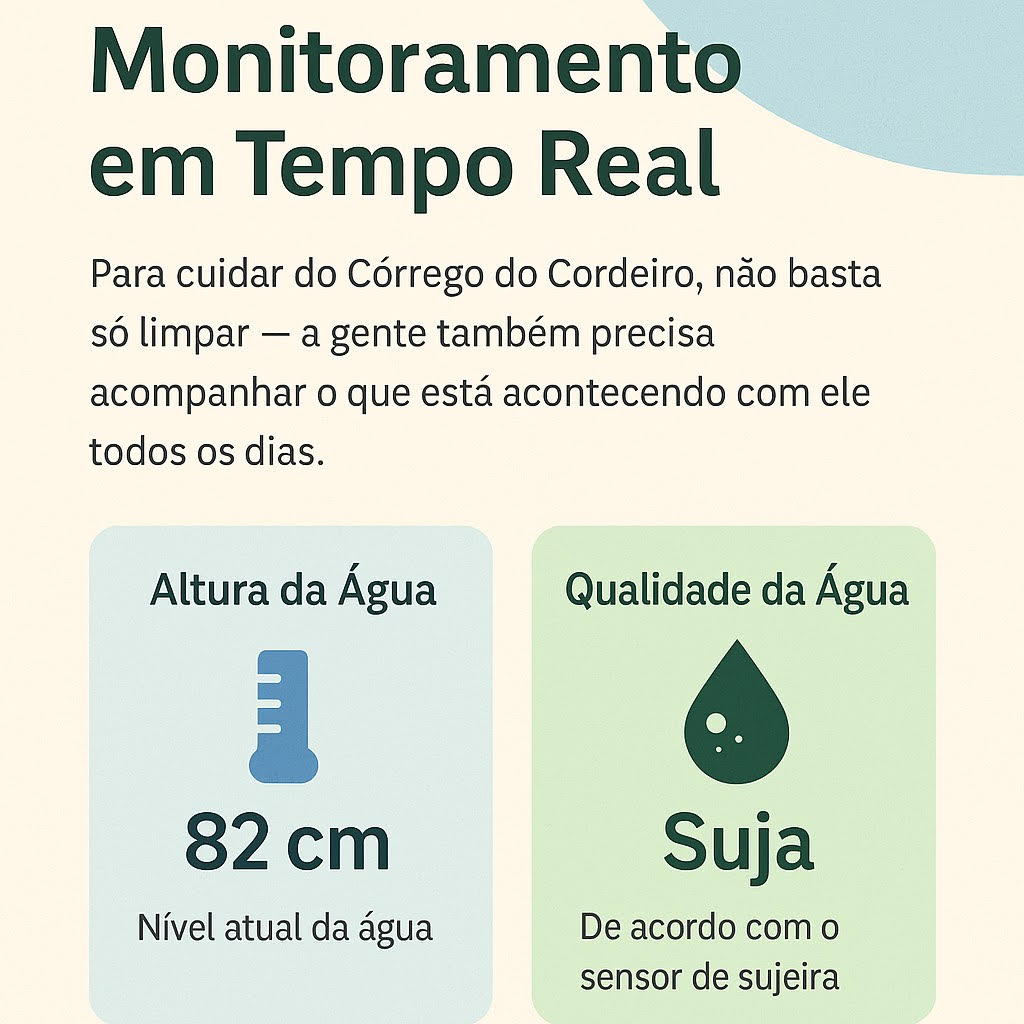 Monitoramento
em Tempo Real
Para cuidar do Córrego do Cordeiro, não basta
só limpar — a gente também precisa
acompanhar o que está acontecendo com ele
todos os dias.
Altura da Água
82 cm
Nível atual da água
Qualidade da Água
Suja
De acordo com o
sensor de sujeira